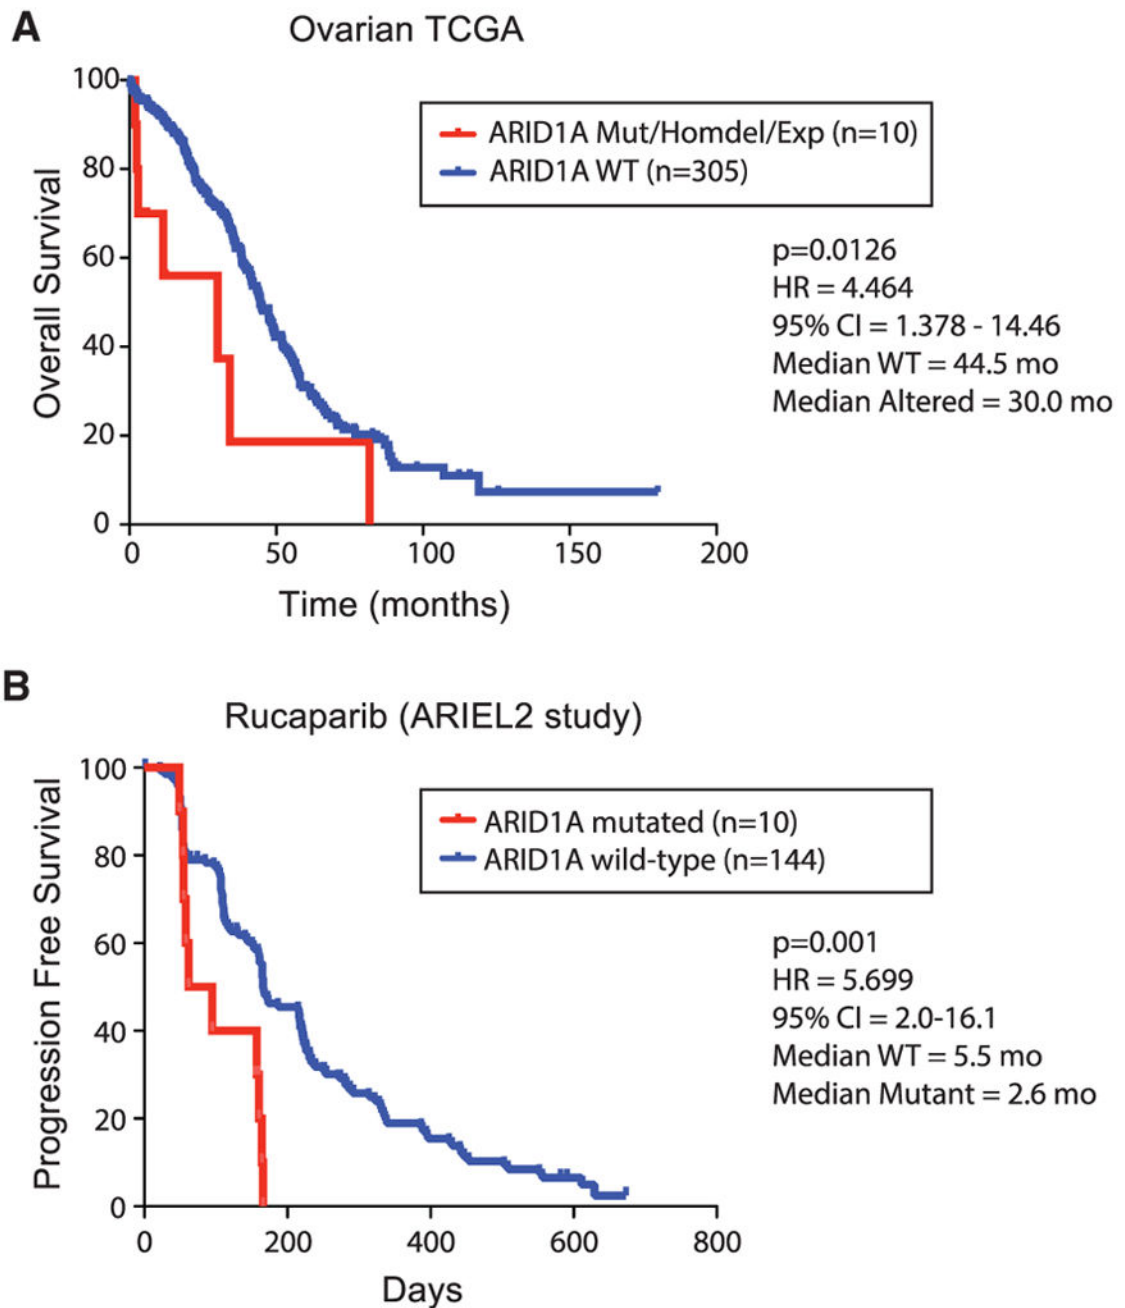 A
Ovarian TCGA
100
80
60
40
20
0
Overall Survival
0 50 100 150 200
Time (months)
ARID1A Mut/Homdel/Exp (n=10)
ARID1A WT (n=305)
p=0.0126
HR = 4.464
95% CI = 1.378 - 14.46
Median WT = 44.5 mo
Median Altered = 30.0 mo
B
Rucaparib (ARIEL2 study)
100
80
60
40
20
0
Progression Free Survival
0 200 400 600 800
Days
ARID1A mutated (n=10)
ARID1A wild-type (n=144)
p=0.001
HR = 5.699
95% CI = 2.0-16.1
Median WT = 5.5 mo
Median Mutant = 2.6 mo